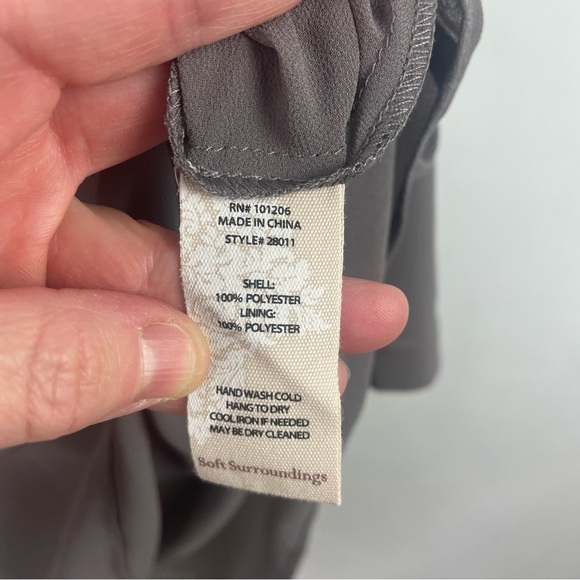 RN# 101206
MADE IN CHINA
STYLE# 28011
SHELL:
100% POLYESTER
LINING:
100% POLYESTER
HAND WASH COLD
HANG TO DRY
COOL IRON IF NEEDED
MAY BE DRY CLEANED
Soft Surroundings